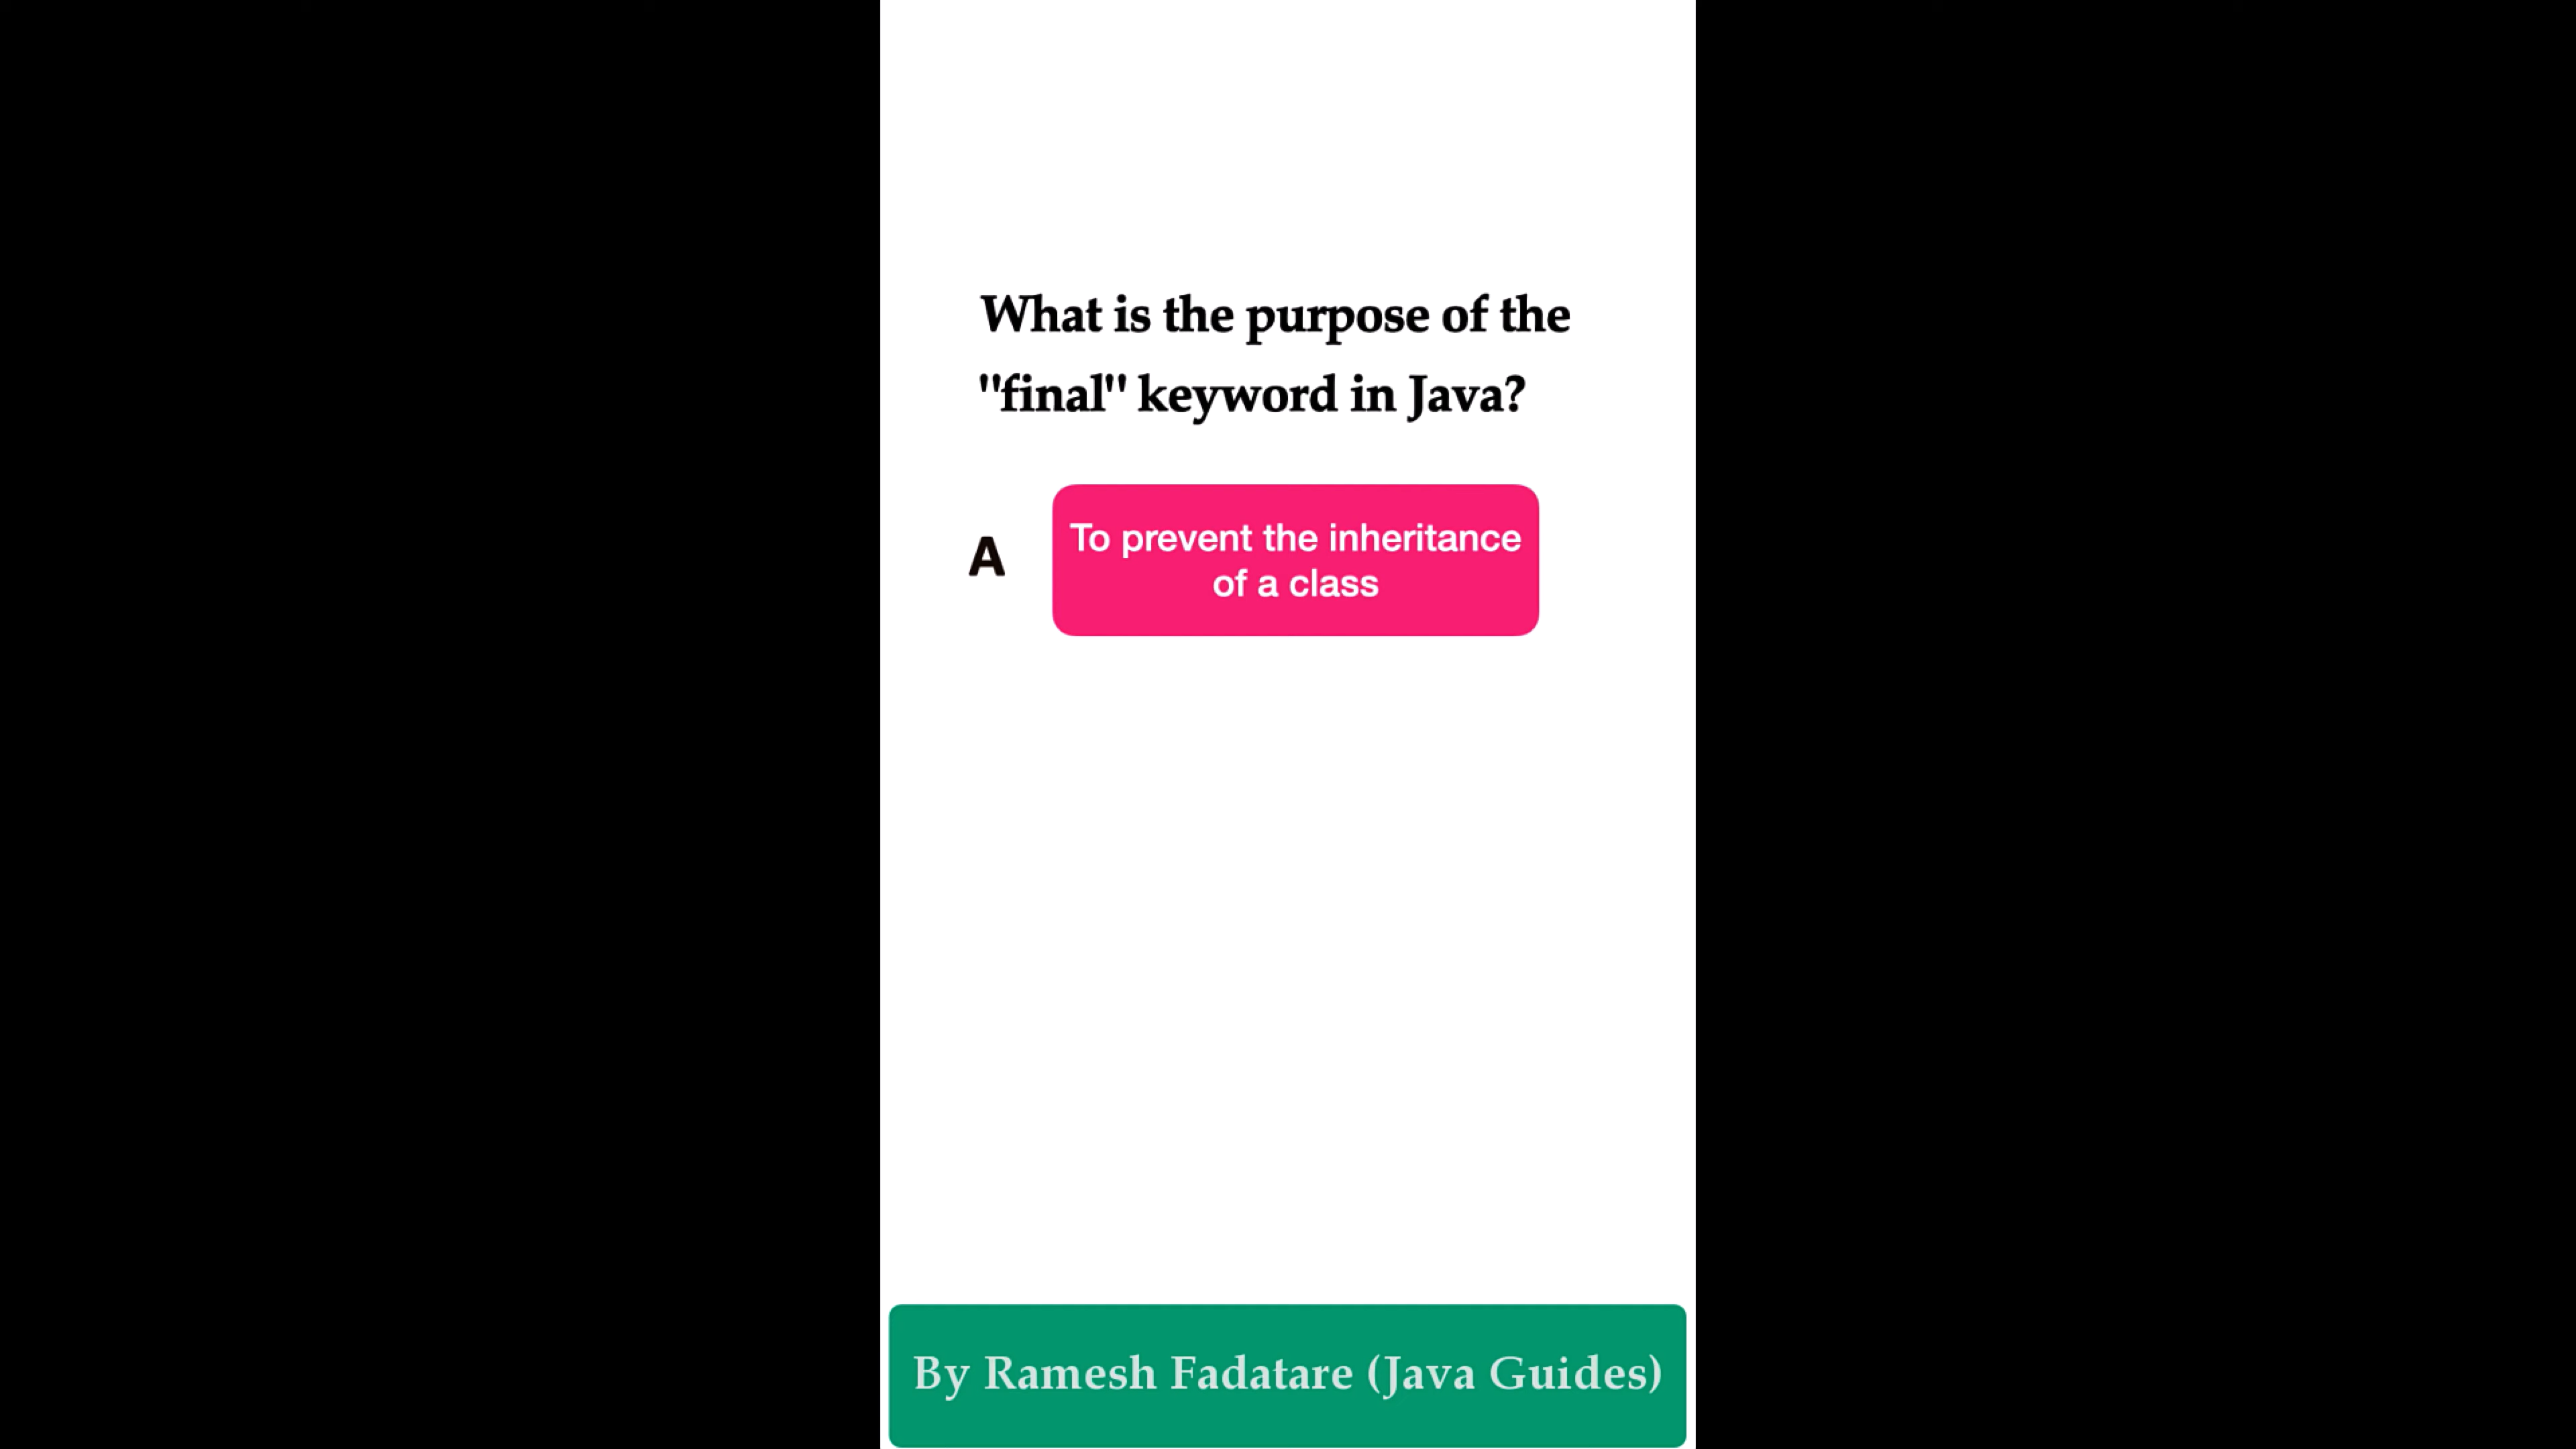 What is the purpose of the
"final" keyword in Java?
A
To prevent the inheritance
of a class
By Ramesh Fadatare (Java Guides)